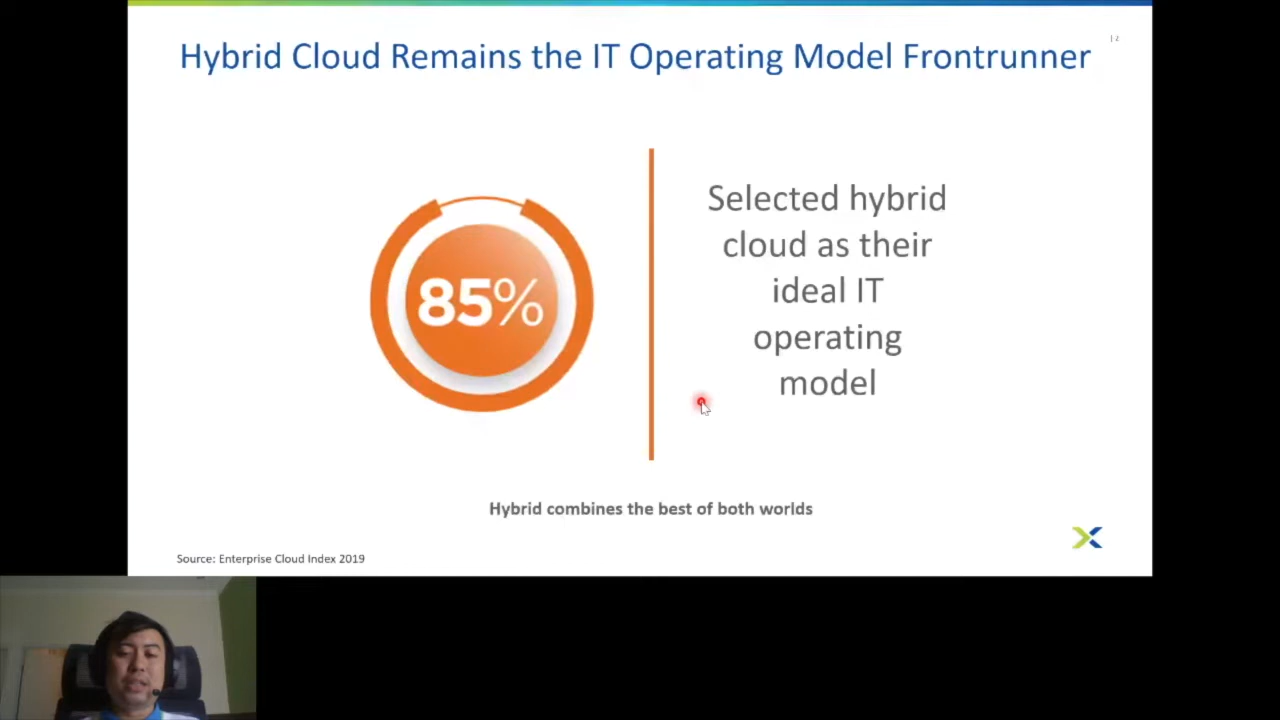 Hybrid Cloud Remains the IT Operating Model Frontrunner
85%
Selected hybrid
cloud as their
ideal IT
operating
model
Hybrid combines the best of both worlds
Source: Enterprise Cloud Index 2019